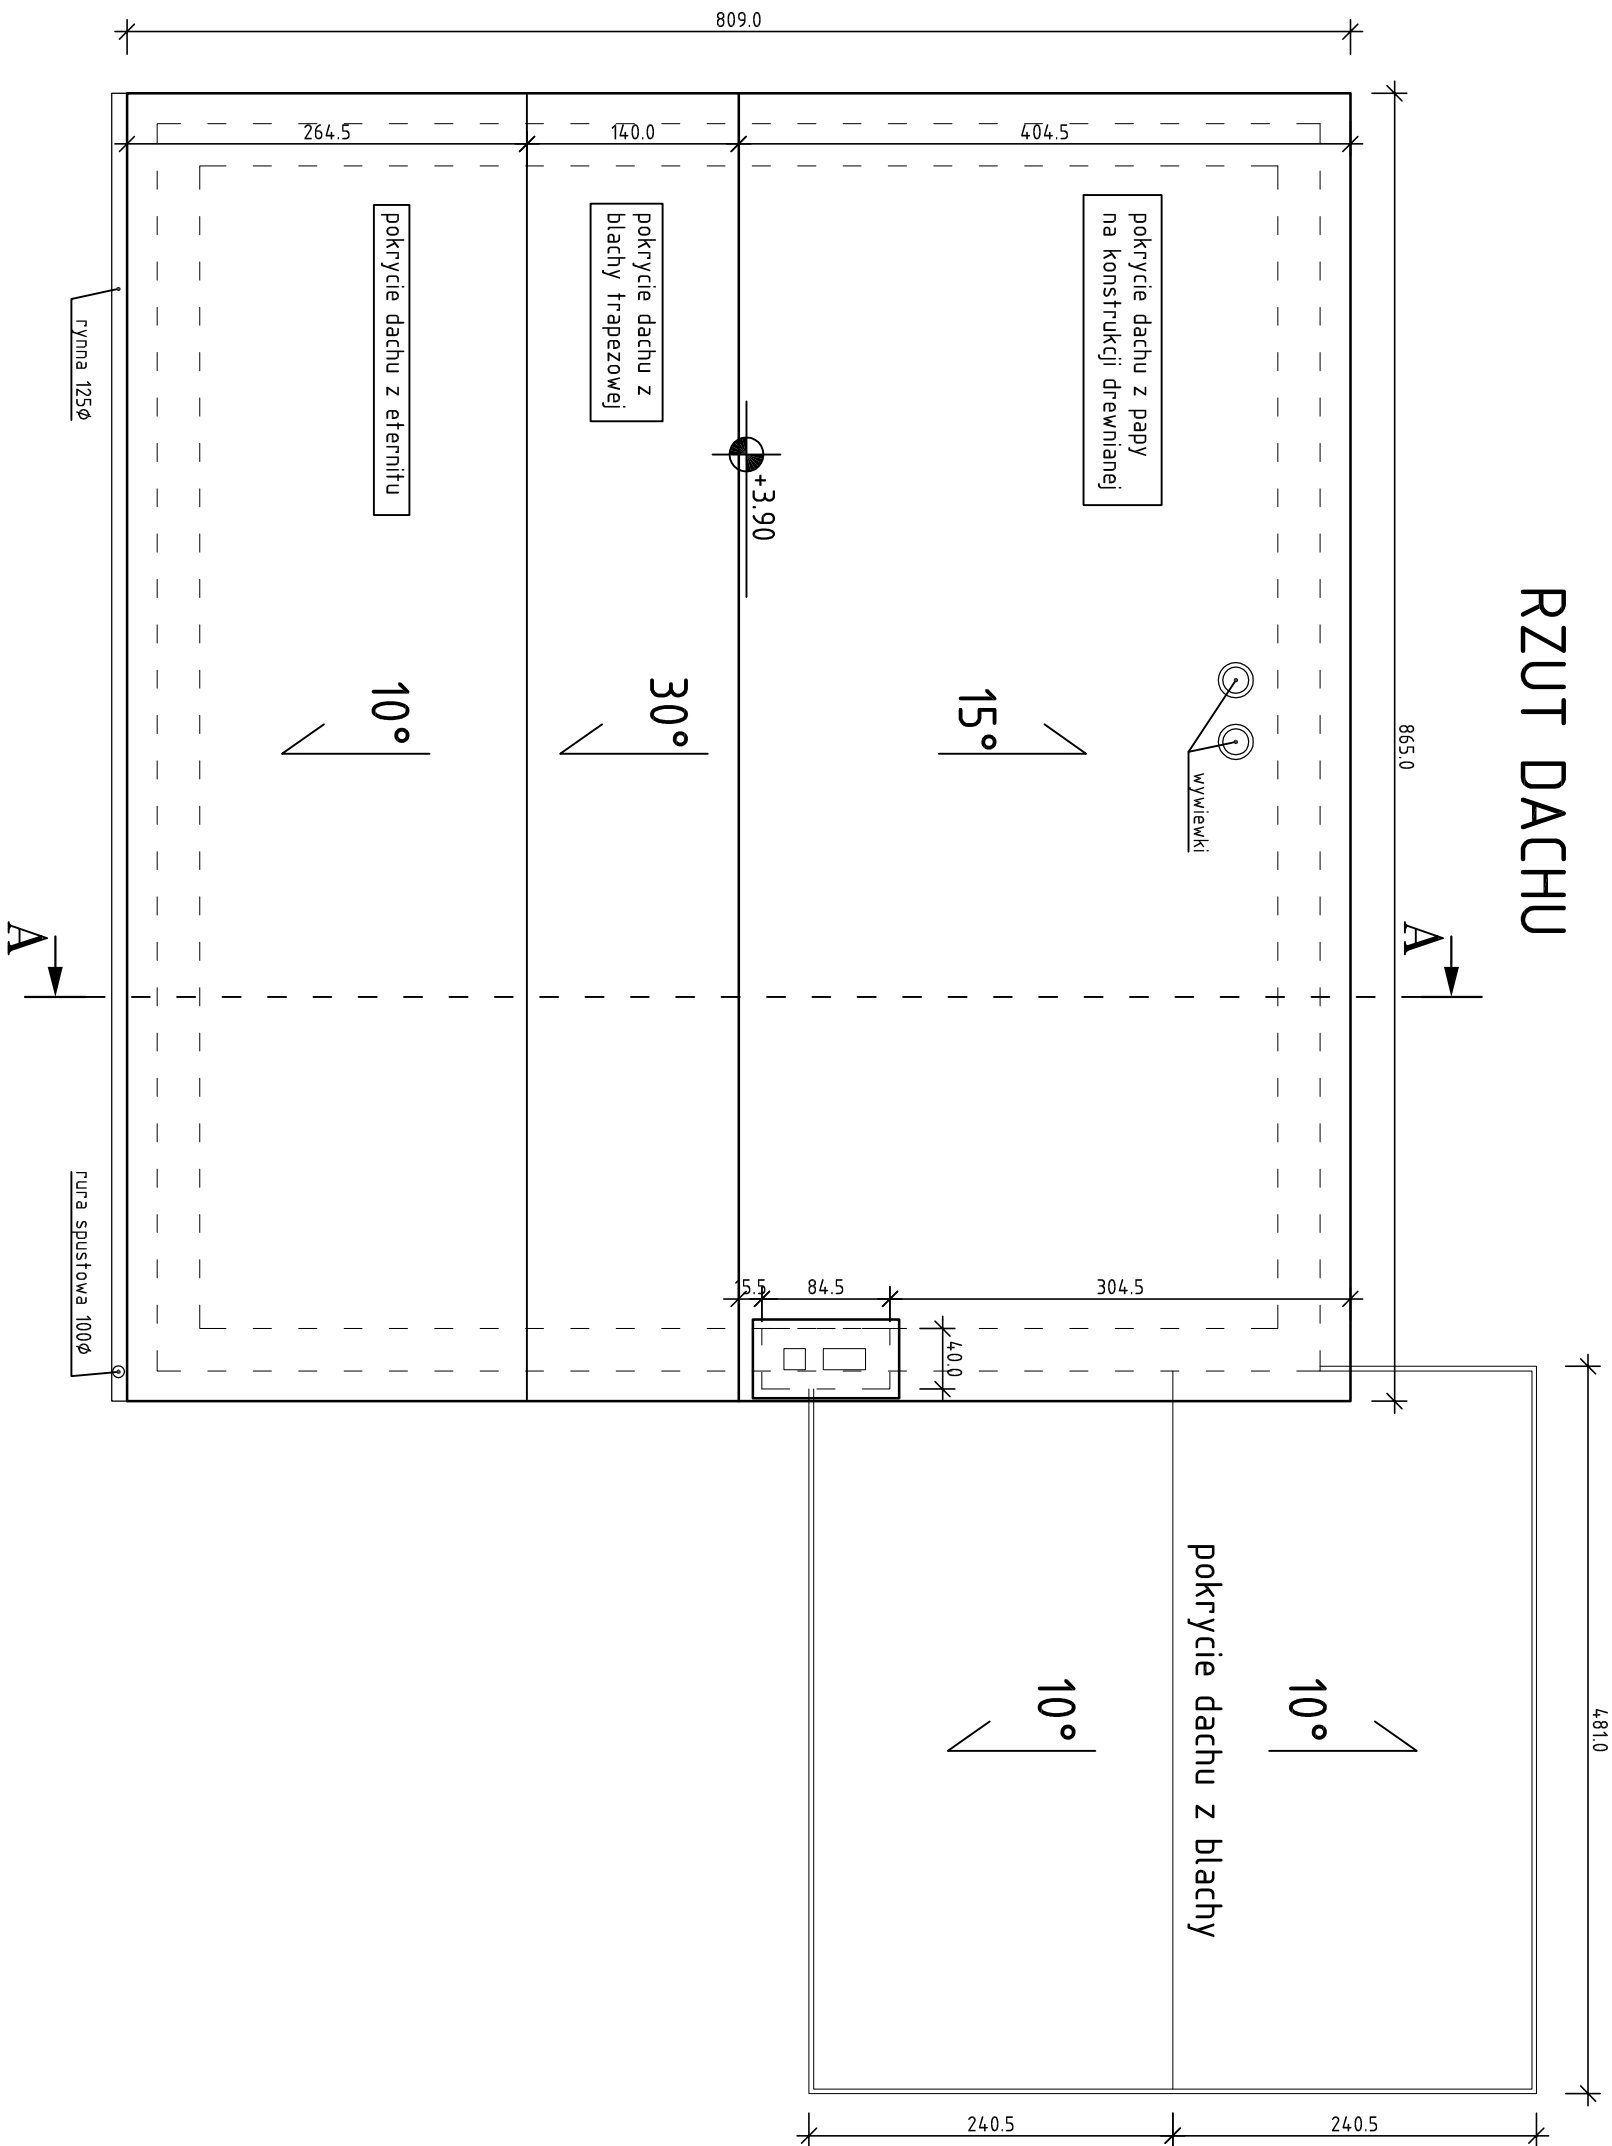 RZUT DACHU
865.0
481.0
A
A
809.0
404.5
140.0
264.5
pokrycie dachu z papy
na konstrukcji drewnianej
wywiewki
15°
+3.90
pokrycie dachu z
blachy trapezowej
30°
pokrycie dachu z eternitu
10°
304.5
84.5
15.5
40.0
10°
pokrycie dachu z blachy
10°
240.5
240.5
rynna 125ø
rura spustowa 100ø